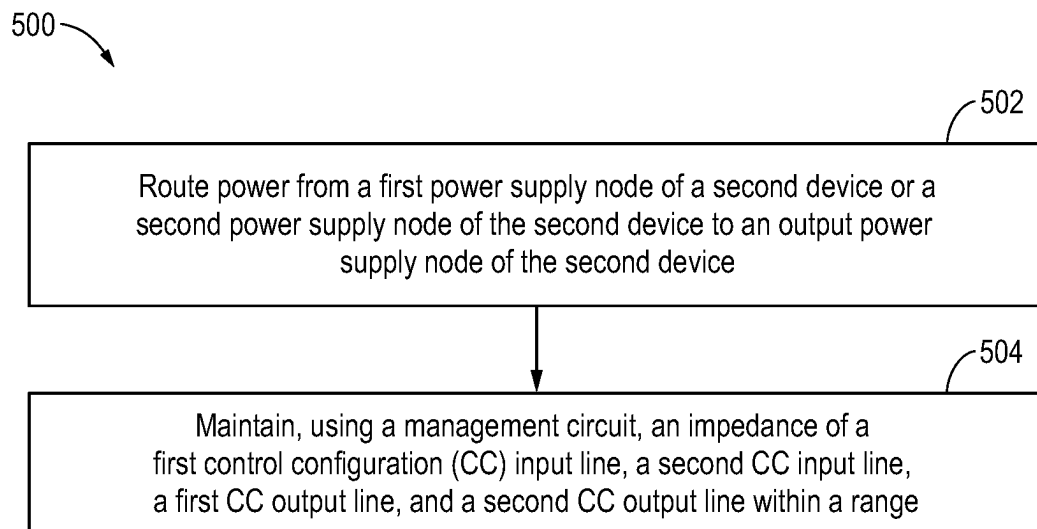 500
502
Route power from a first power supply node of a second device or a
second power supply node of the second device to an output power
supply node of the second device
504
Maintain, using a management circuit, an impedance of a
first control configuration (CC) input line, a second CC input line,
a first CC output line, and a second CC output line within a range